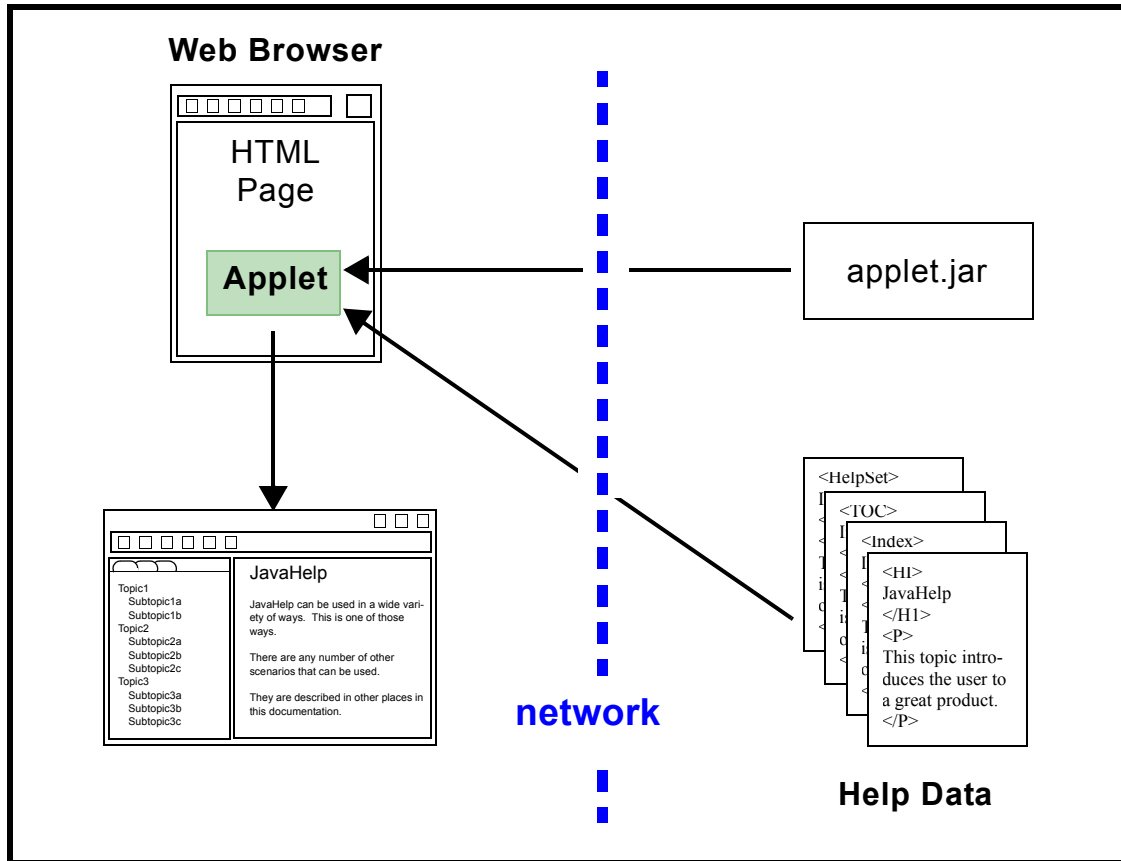 Web Browser
HTML
Page
Applet
applet.jar
JavaHelp
JavaHelp can be used in a wide vari-
ety of ways. This is one of those
ways.
There are any number of other
scenarios that can be used.
They are described in other places in
this documentation.
Topic1
Subtopic1a
Subtopic1b
Topic2
Subtopic2a
Subtopic2b
Subtopic2c
Topic3
Subtopic3a
Subtopic3b
Subtopic3c
network
<HelpSet>
<TOC>
<Index>
<H1>
JavaHelp
</H1>
<P>
This topic intro-
duces the user to
a great product.
</P>
Help Data